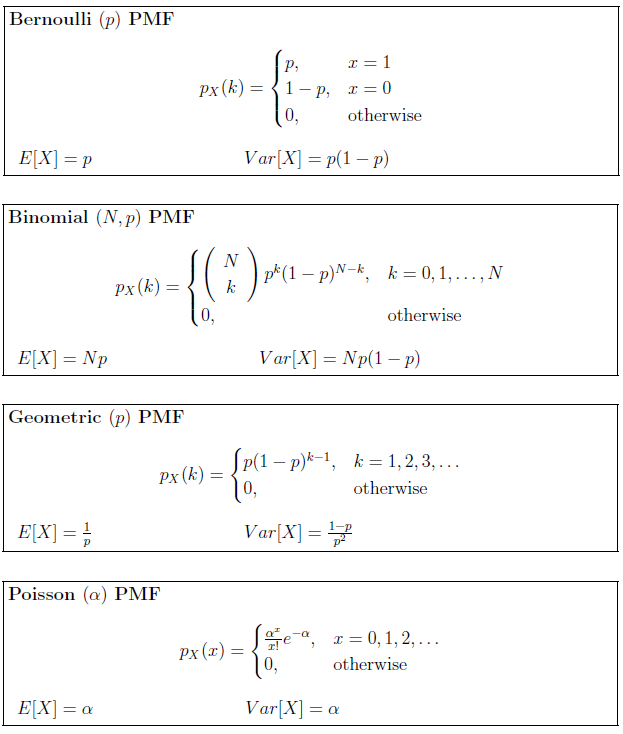 Bernoulli (p) PMF
p_X(k) = { p, x = 1
1 − p, x = 0
0, otherwise
E[X] = p Var[X] = p(1 − p)
Binomial (N, p) PMF
p_X(k) = { (N k) p^k(1 − p)^{N−k}, k = 0, 1, . . . , N
0, otherwise
E[X] = Np Var[X] = Np(1 − p)
Geometric (p) PMF
p_X(k) = { p(1 − p)^{k−1}, k = 1, 2, 3, . . .
0, otherwise
E[X] = 1/p Var[X] = (1−p)/p^2
Poisson (α) PMF
p_X(x) = { α^x/x! e^{−α}, x = 0, 1, 2, . . .
0, otherwise
E[X] = α Var[X] = α